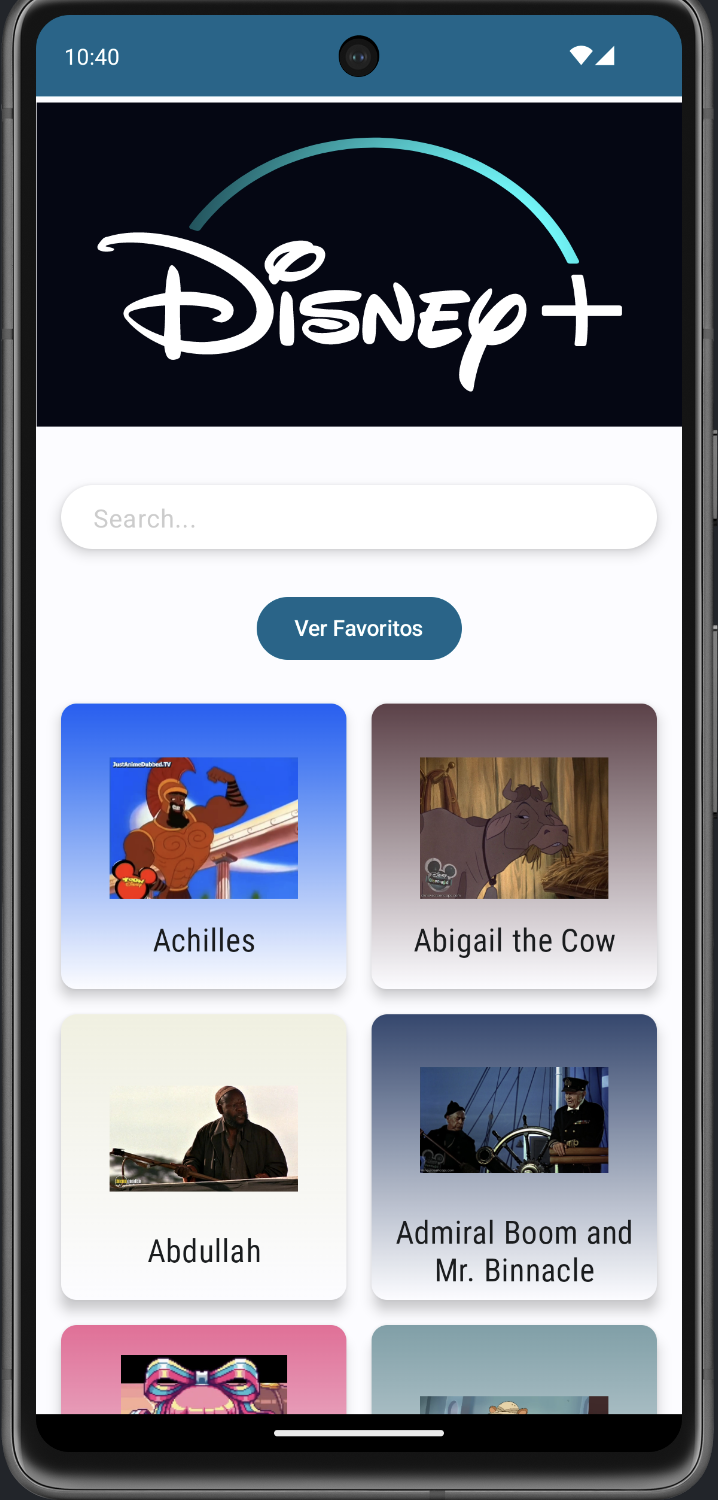 10:40
Disney+
Search...
Ver Favoritos
JustAnimeDubbed.TV
Achilles
Abigail the Cow
Abdullah
Admiral Boom and
Mr. Binnacle